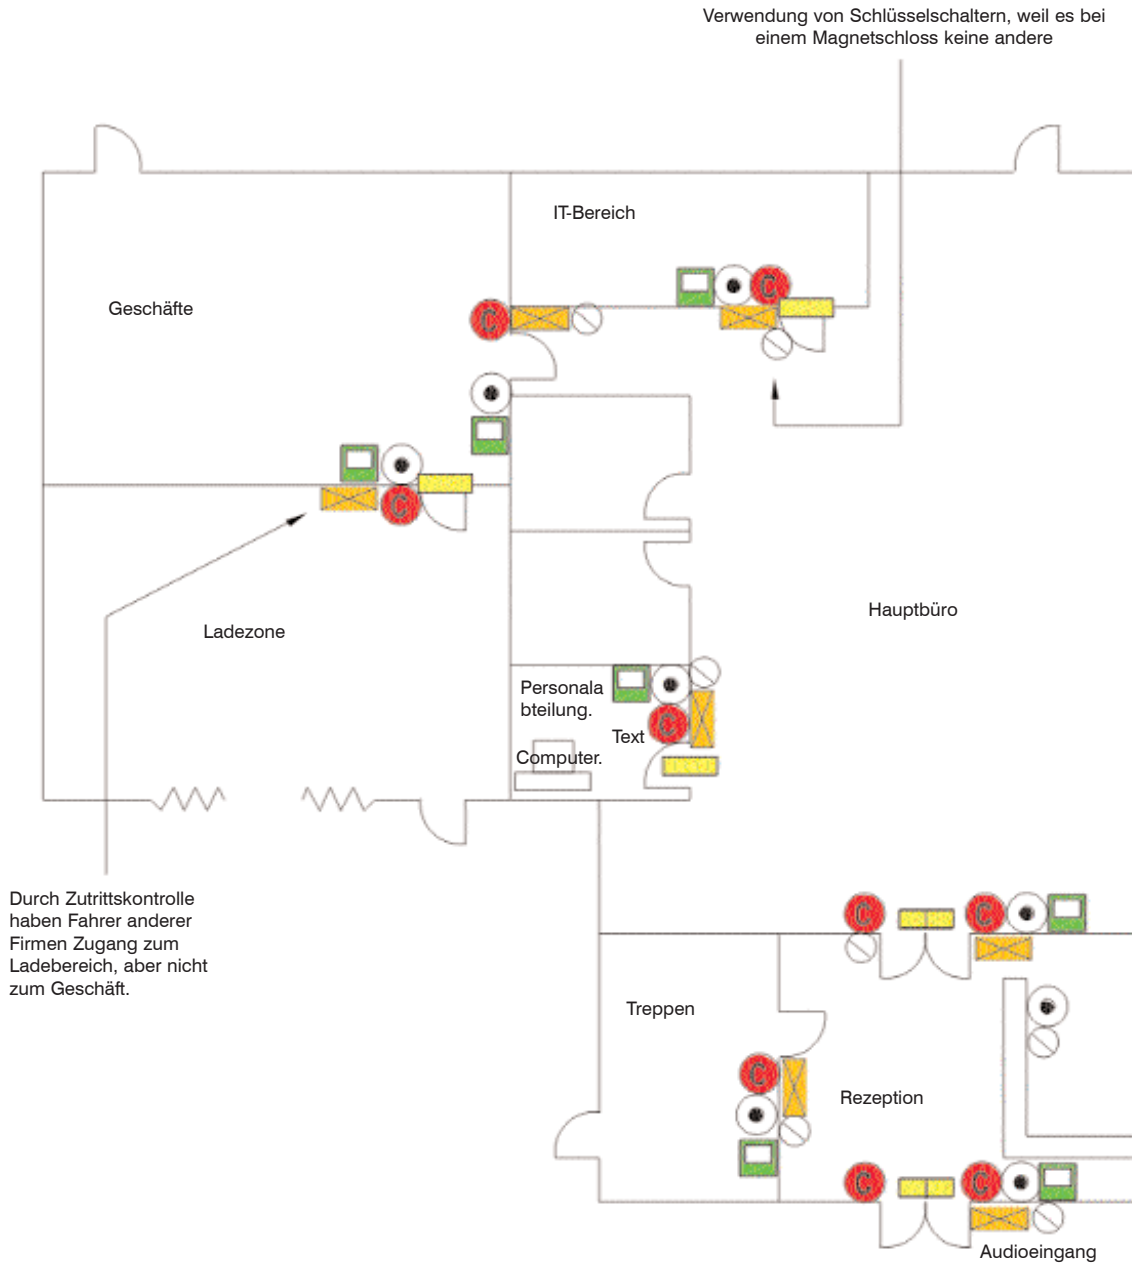 Verwendung von Schlüsselschaltern, weil es bei
einem Magnetschloss keine andere
IT-Bereich
Geschäfte
C
C
C
Hauptbüro
Ladezone
Personala
bteilung.
Text
C
Computer.
Durch Zutrittskontrolle
haben Fahrer anderer
Firmen Zugang zum
Ladebereich, aber nicht
zum Geschäft.
C
C
Treppen
C
Rezeption
C
C
Audioeingang